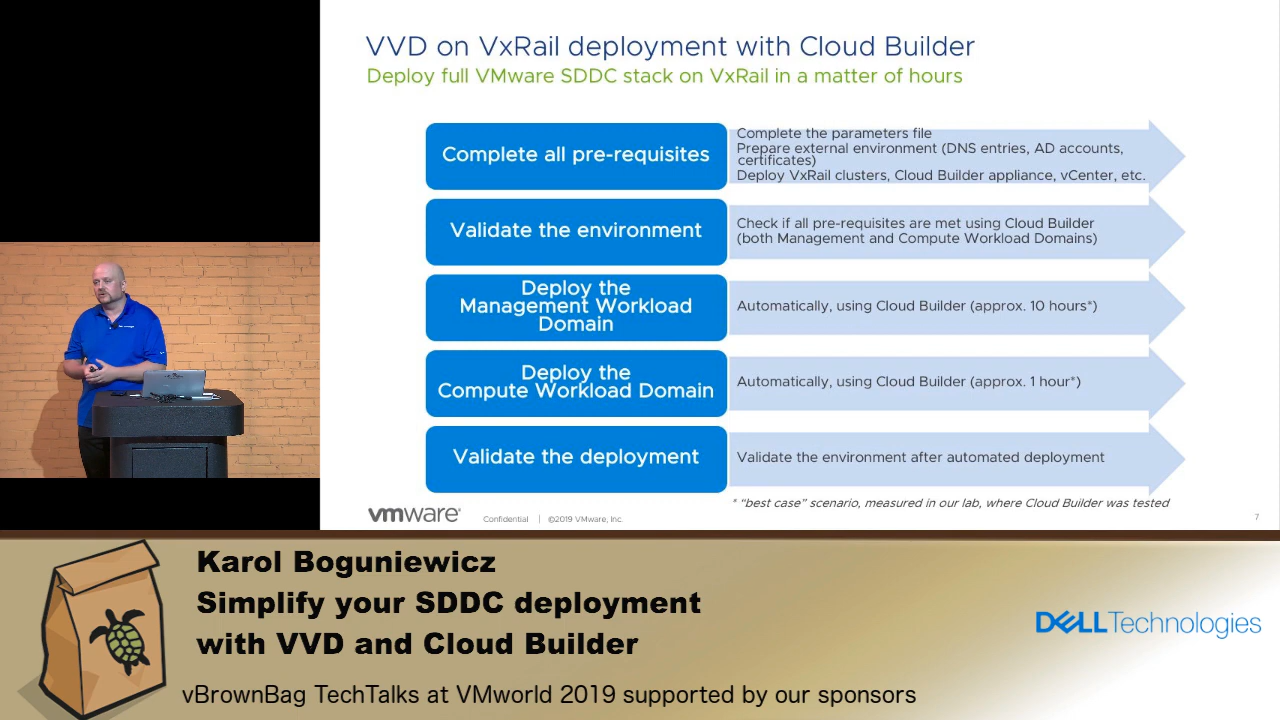 VVD on VxRail deployment with Cloud Builder
Deploy full VMware SDDC stack on VxRail in a matter of hours
Complete all pre-requisites
Complete the parameters file
Prepare external environment (DNS entries, AD accounts,
certificates)
Deploy VxRail clusters, Cloud Builder appliance, vCenter, etc.
Validate the environment
Check if all pre-requisites are met using Cloud Builder
(both Management and Compute Workload Domains)
Deploy the
Management Workload
Domain
Automatically, using Cloud Builder (approx. 10 hours*)
Deploy the
Compute Workload Domain
Automatically, using Cloud Builder (approx. 1 hour*)
Validate the deployment
Validate the environment after automated deployment
* "best case" scenario, measured in our lab, where Cloud Builder was tested
vmware®
Confidential | ©2019 VMware, Inc.
7
Karol Boguniewicz
Simplify your SDDC deployment
with VVD and Cloud Builder
DELL Technologies
vBrownBag TechTalks at VMworld 2019 supported by our sponsors